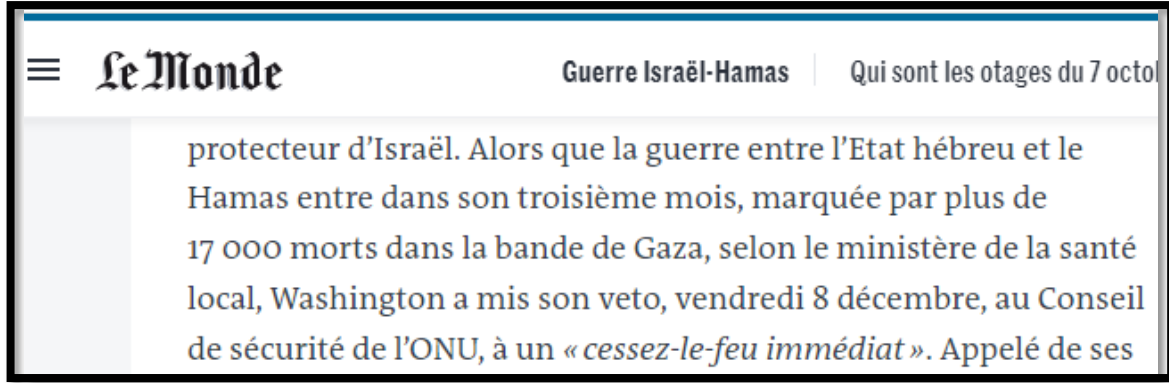 Le Monde
Guerre Israël-Hamas Qui sont les otages du 7
protecteur d’Israël. Alors que la guerre entre l’Etat hébreu et le
Hamas entre dans son troisième mois, marquée par plus de
17 000 morts dans la bande de Gaza, selon le ministère de la santé
local, Washington a mis son veto, vendredi 8 décembre, au Conseil
de sécurité de l’ONU, à un « cessez-le-feu immédiat ». Appelé de ses